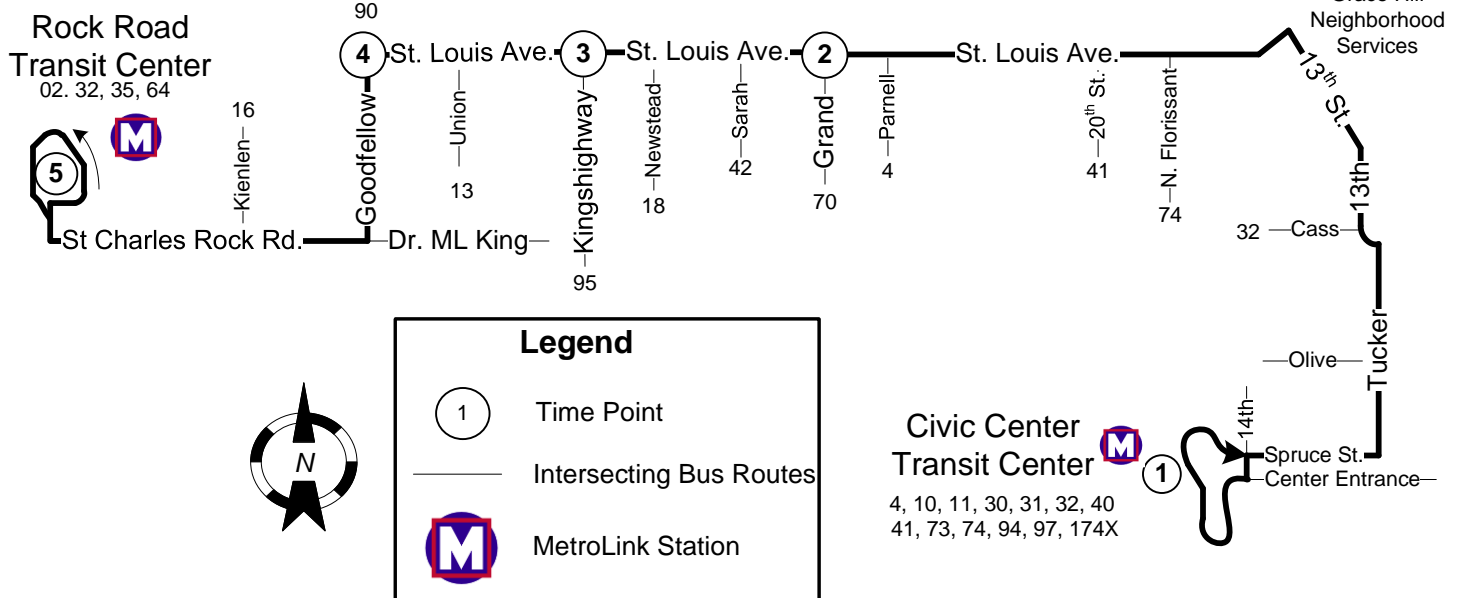 Rock Road
Transit Center
02. 32, 35, 64
M
5
16
Kienlen
St Charles Rock Rd.
90
4
Goodfellow
Dr. ML King
St. Louis Ave.
Union
13
3
Kingshighway
95
St. Louis Ave.
Newstead
18
Sarah
42
2
Grand
70
Parnell
4
St. Louis Ave.
20th St.
41
N. Florissant
74
Neighborhood
Services
13th St.
13th
32
Cass
Tucker
Olive
14th
Spruce St.
Center Entrance
Civic Center
Transit Center
M
1
4, 10, 11, 30, 31, 32, 40
41, 73, 74, 94, 97, 174X
N
Legend
1
Time Point
Intersecting Bus Routes
M
MetroLink Station